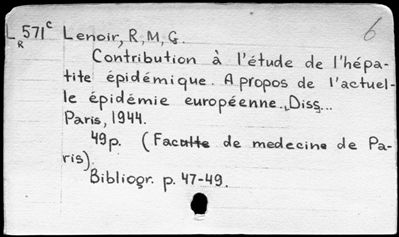 L 571c Lenoir, R, M, G. 6
R
Contribution à l'étude de l'hépa-
tite épidémique. A propos de l'actuel-
le épidémie européenne. Diss...
Paris, 1944.
49p. (Faculte de medecine de Pa-
ris).
Bibliogr. p. 47-49.